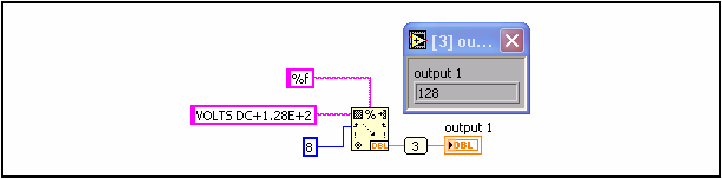 [3] ou...
output 1
128
%f
VOLTS DC+1.28E+2
%
8
DBL
3
output 1
DBL